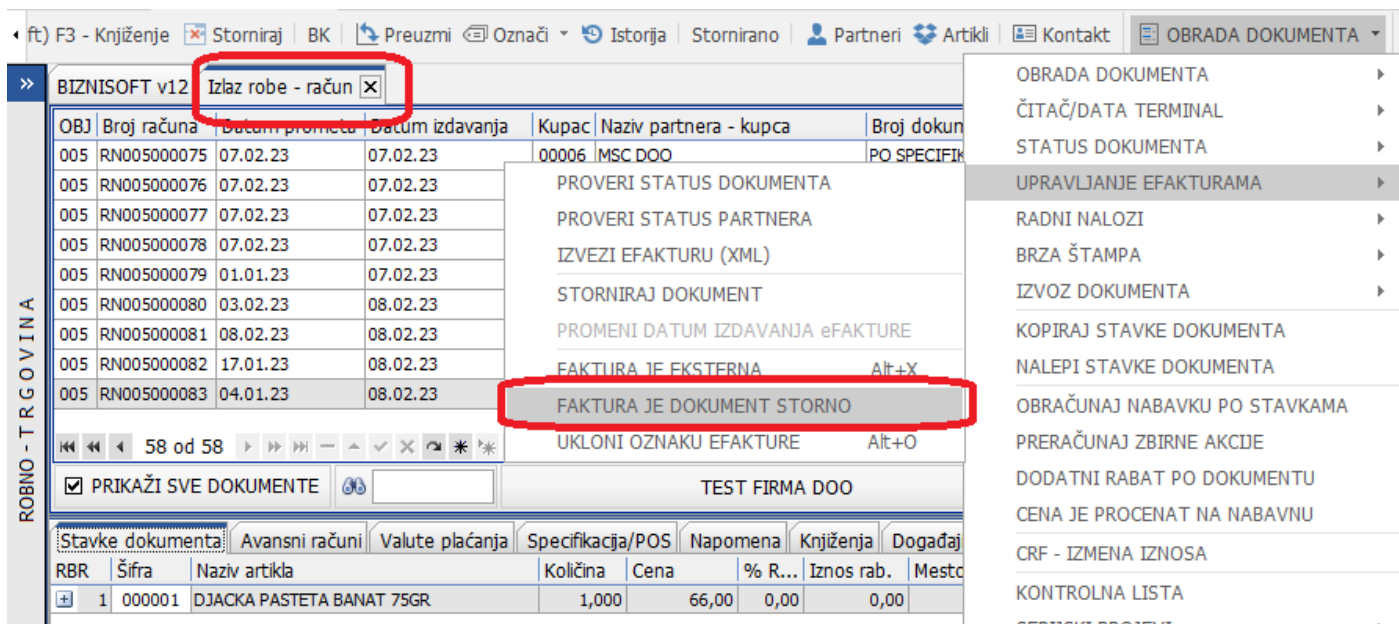 ft) F3 - Knjiženje Storniraj BK Preuzmi Označi Istorija Stornirano Partneri Artikli Kontakt OBRADA DOKUMENTA
BIZNISOFT v12 Izlaz robe - račun
OBJ Broj računa Datum prometa Datum izdavanja Kupac Naziv partnera - kupca Broj dokum
005 RN005000075 07.02.23 07.02.23 00006 MSC DOO PO SPECIFIK
005 RN005000076 07.02.23 07.02.23
005 RN005000077 07.02.23 07.02.23
005 RN005000078 07.02.23 07.02.23
005 RN005000079 01.01.23 07.02.23
005 RN005000080 03.02.23 08.02.23
005 RN005000081 08.02.23 08.02.23
005 RN005000082 17.01.23 08.02.23
005 RN005000083 04.01.23 08.02.23
58 od 58
PRIKAŽI SVE DOKUMENTE TEST FIRMA DOO
Stavke dokumenta Avansni računi Valute plaćanja Specifikacija/POS Napomena Knjiženja Događaj
RBR Šifra Naziv artikla Količina Cena % R... Iznos rab. Mesto
1 000001 DJACKA PASTETA BANAT 75GR 1,000 66,00 0,00 0,00
ROBNO - TRGOVINA
PROVERI STATUS DOKUMENTA
PROVERI STATUS PARTNERA
IZVEZI EFAKTURU (XML)
STORNIRAJ DOKUMENT
PROMENI DATUM IZDAVANJA eFAKTURE
FAKTURA JE EKSTERNA Alt+X
FAKTURA JE DOKUMENT STORNO
UKLONI OZNAKU EFAKTURE Alt+O
OBRADA DOKUMENTA
ČITAČ/DATA TERMINAL
STATUS DOKUMENTA
UPRAVLJANJE EFAKTURAMA
RADNI NALOZI
BRZA ŠTAMPA
IZVOZ DOKUMENTA
KOPIRAJ STAVKE DOKUMENTA
NALEPI STAVKE DOKUMENTA
OBRAČUNAJ NABAVKU PO STAVKAMA
PRERAČUNAJ ZBIRNE AKCIJE
DODATNI RABAT PO DOKUMENTU
CENA JE PROCENAT NA NABAVNU
CRF - IZMENA IZNOSA
KONTROLNA LISTA